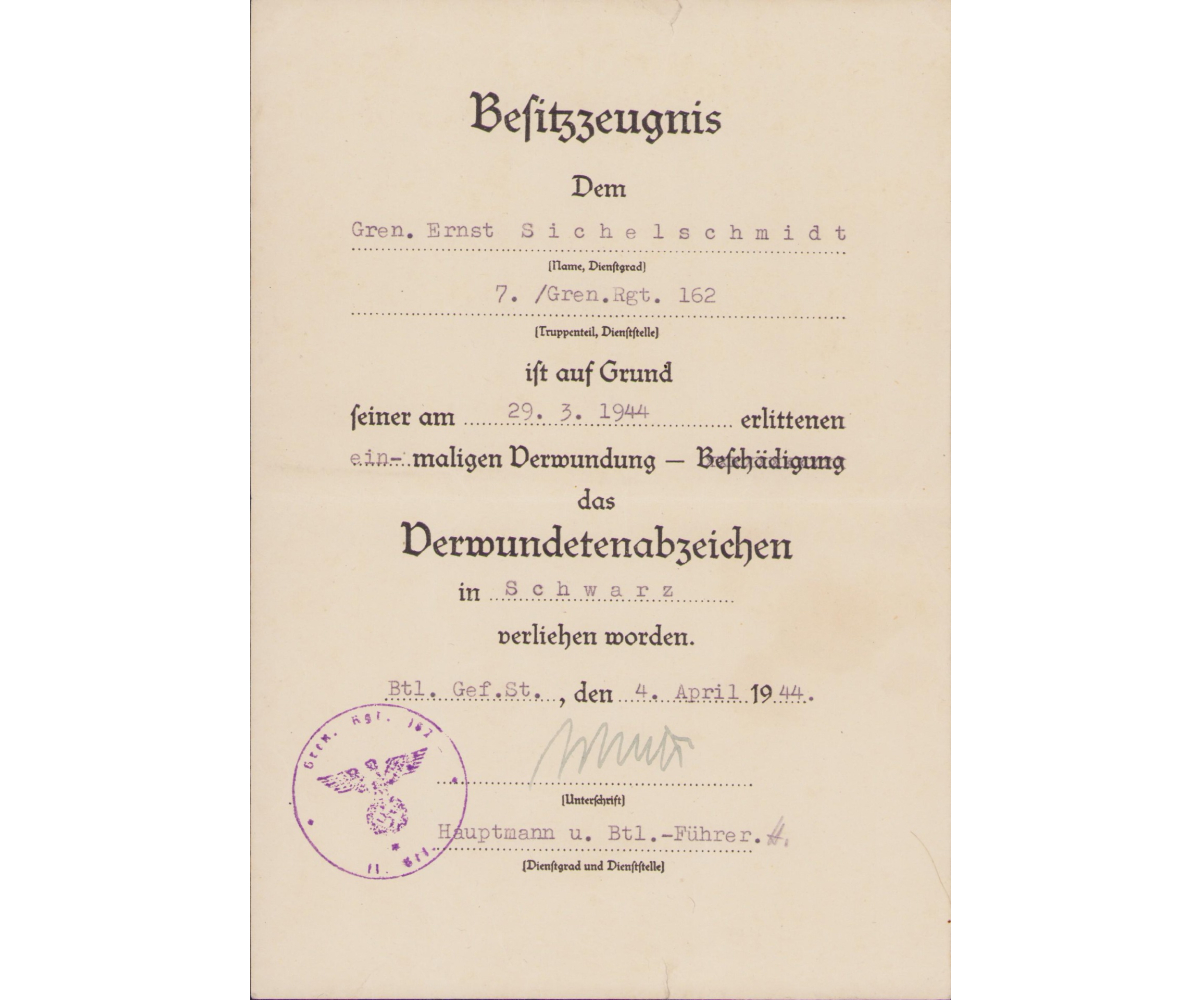 Beſitzzeugnis
Dem
Gren. Ernst Sichelschmidt
(Name, Dienſtgrad)
7. /Gren.Rgt. 162
(Truppenteil, Dienſtſtelle)
iſt auf Grund
ſeiner am 29. 3. 1944 erlittenen
ein- maligen Verwundung — Beſchädigung
das
Verwundetenabzeichen
in Schwarz
verliehen worden.
Btl. Gef.St. , den 4. April 1944.
(Unterſchrift)
Hauptmann u. Btl.-Führer.
(Dienſtgrad und Dienſtſtelle)
Gren. Rgt. 162
II.